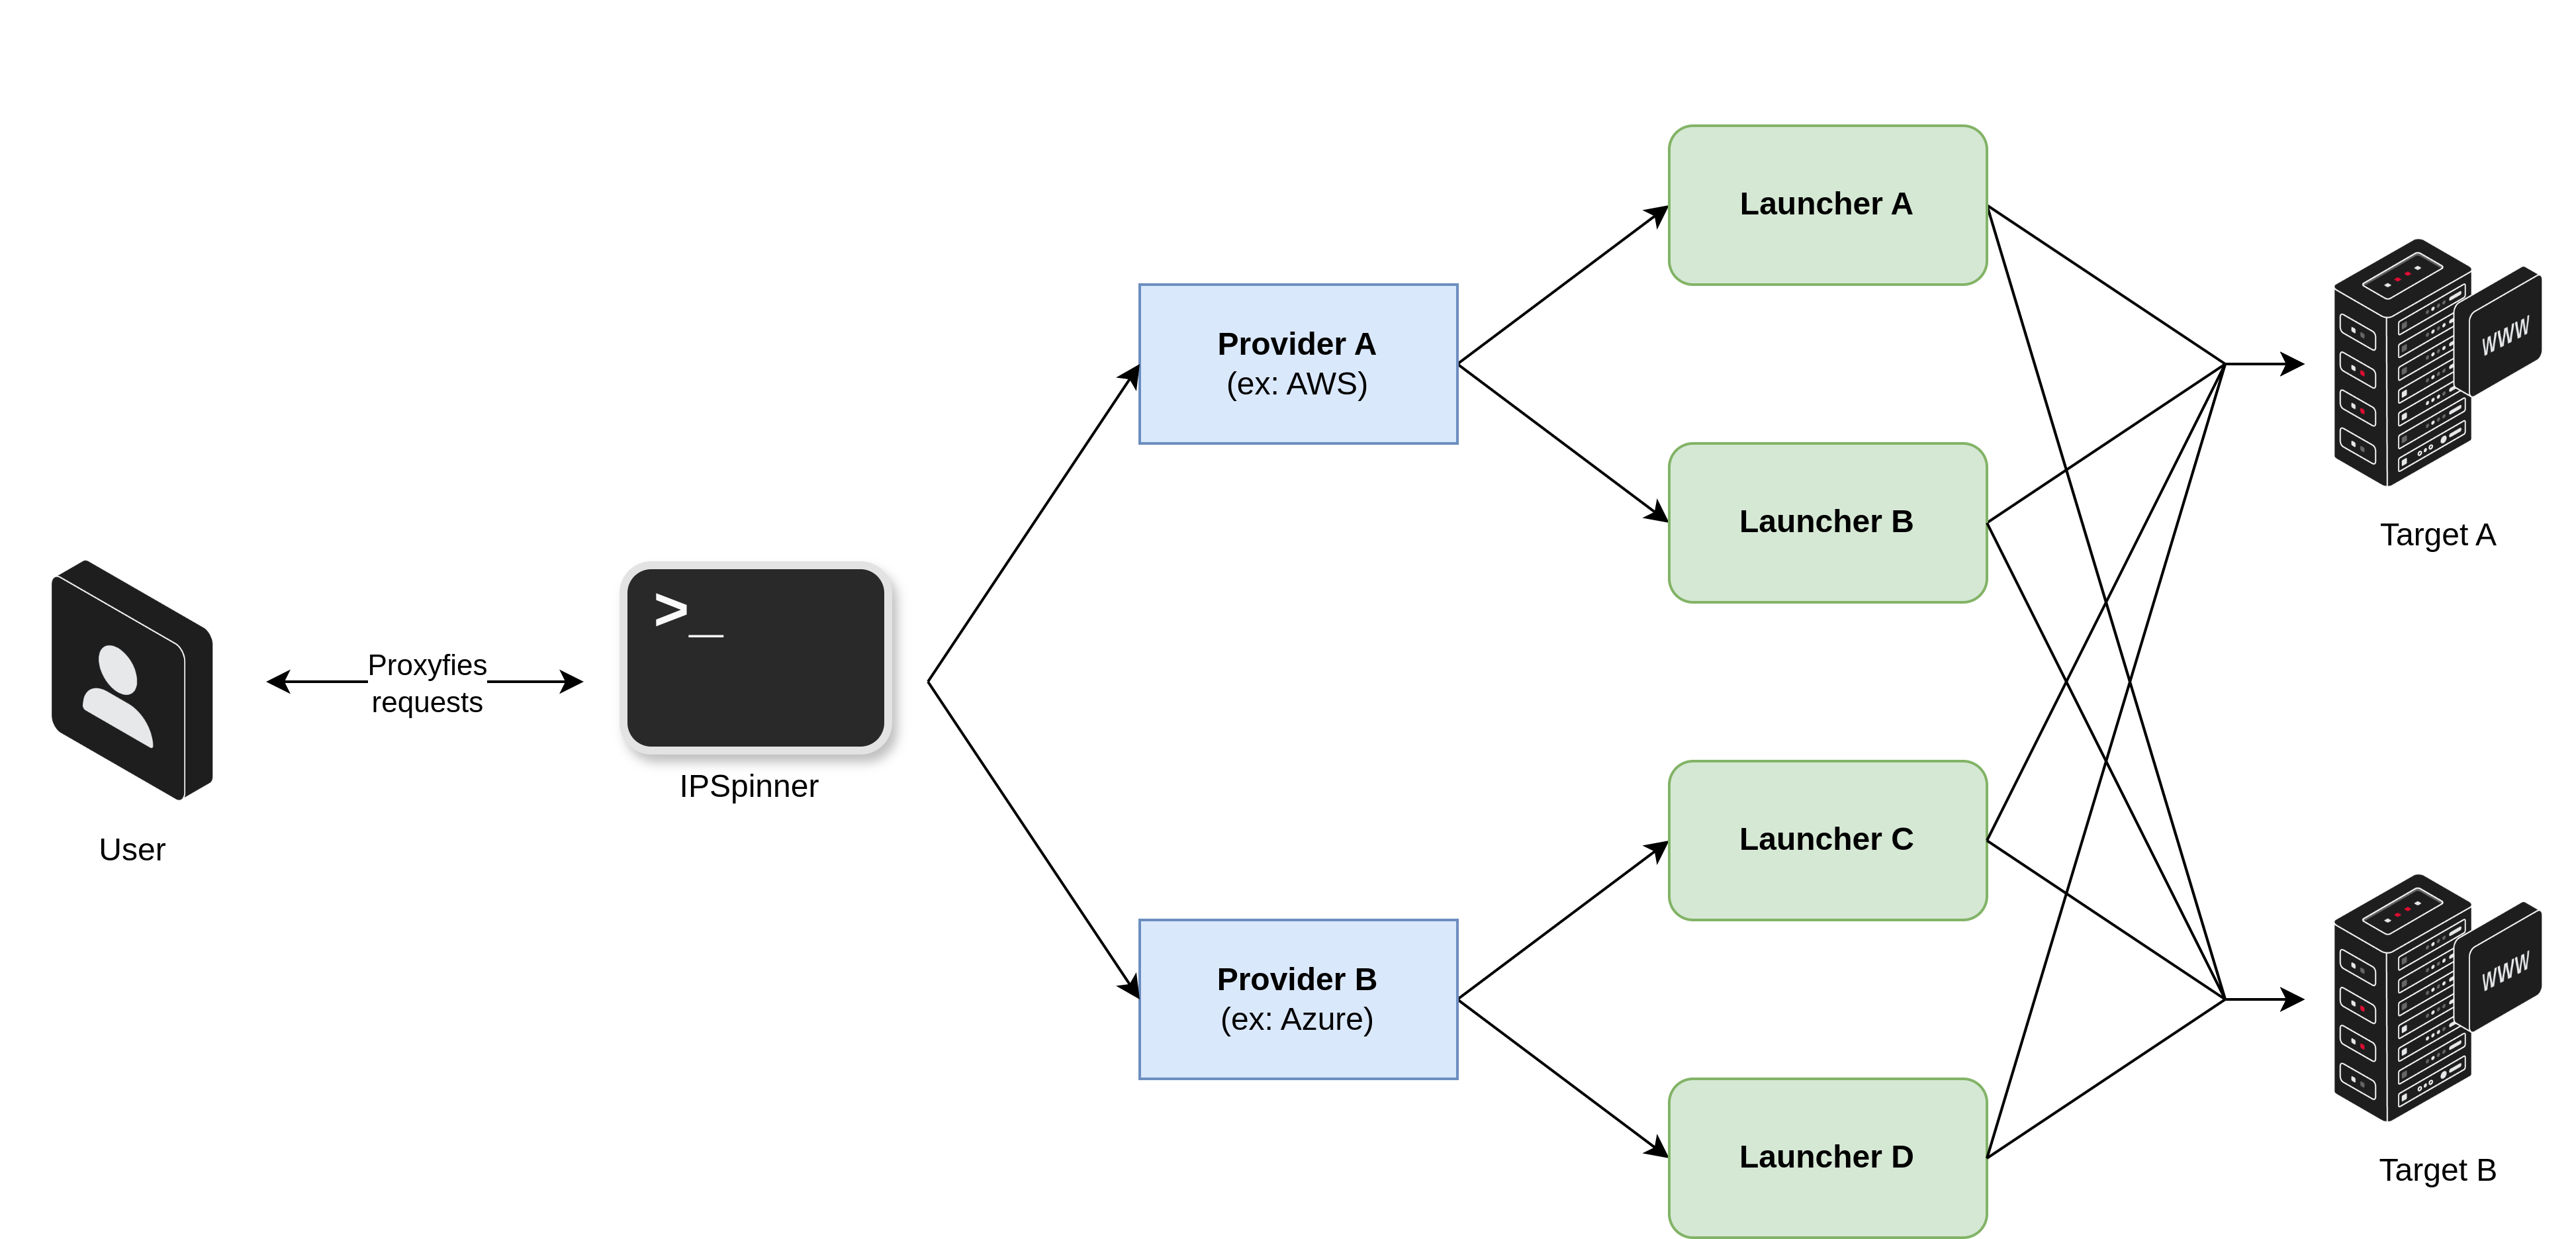 Launcher A
Provider A
(ex: AWS)
WWW
Launcher B
Target A
>_
Proxyfies
requests
IPSpinner
User
Launcher C
Provider B
(ex: Azure)
WWW
Launcher D
Target B